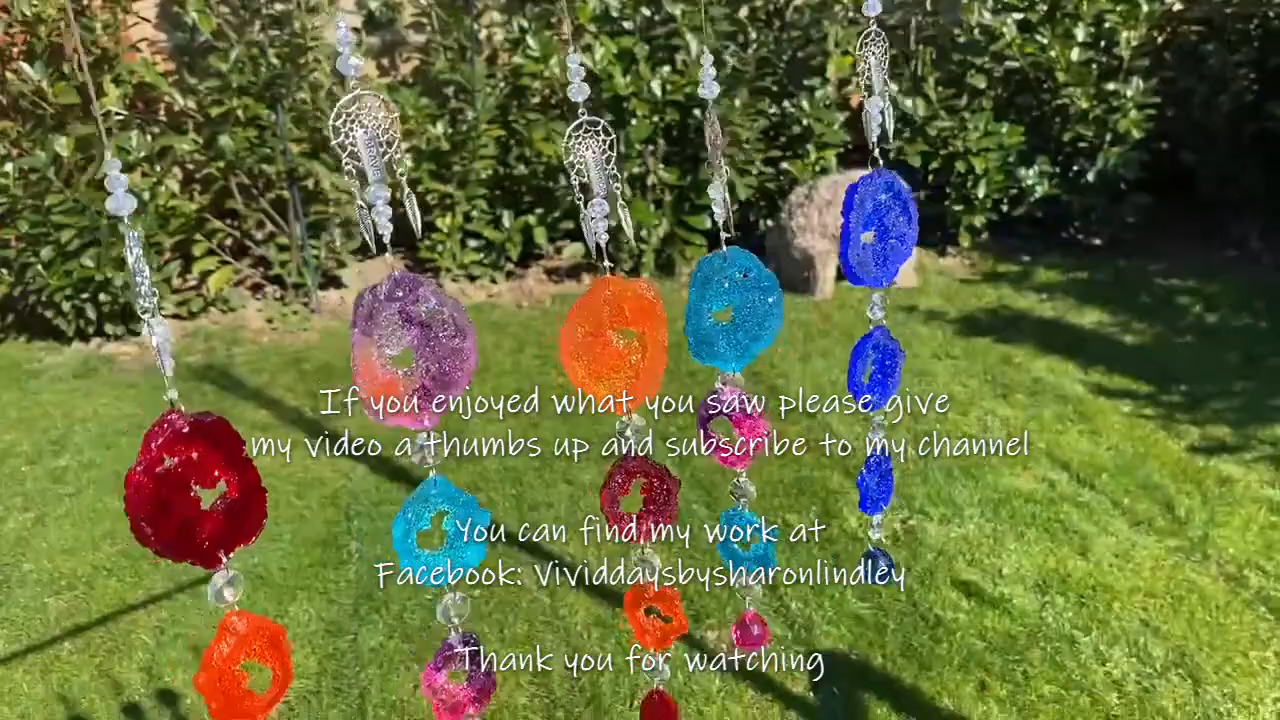 BRAVE
If you enjoyed what you saw please give
my video a thumbs up and subscribe to my channel
You can find my work at
Facebook: Vividdaysbysharonlindley
Thank you for watching